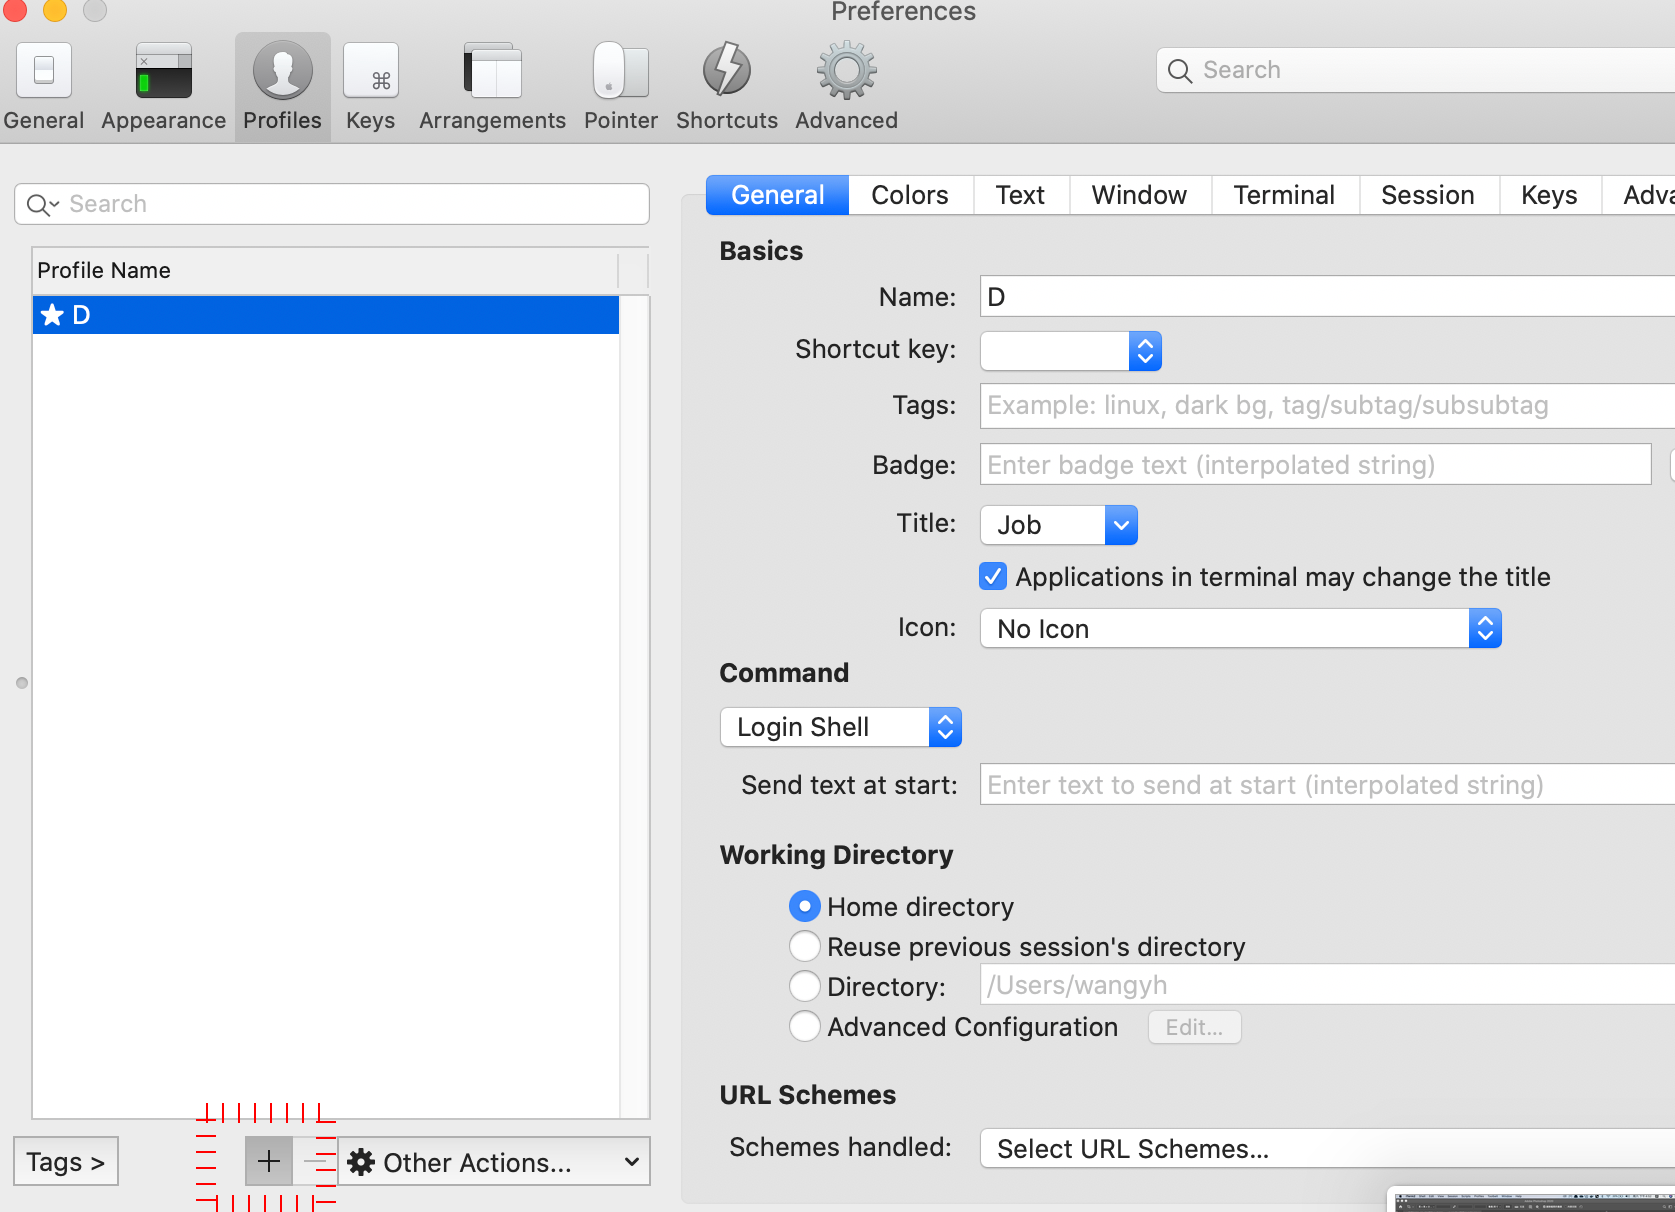 Preferences
General Appearance Profiles Keys Arrangements Pointer Shortcuts Advanced
Search
Search
Profile Name
★ D
Tags >
+ −
Other Actions...
General Colors Text Window Terminal Session Keys
Basics
Name: D
Shortcut key:
Tags: Example: linux, dark bg, tag/subtag/subsubtag
Badge: Enter badge text (interpolated string)
Title: Job
Applications in terminal may change the title
Icon: No Icon
Command
Login Shell
Send text at start: Enter text to send at start (interpolated string)
Working Directory
Home directory
Reuse previous session's directory
Directory: /Users/wangyh
Advanced Configuration Edit...
URL Schemes
Schemes handled: Select URL Schemes...